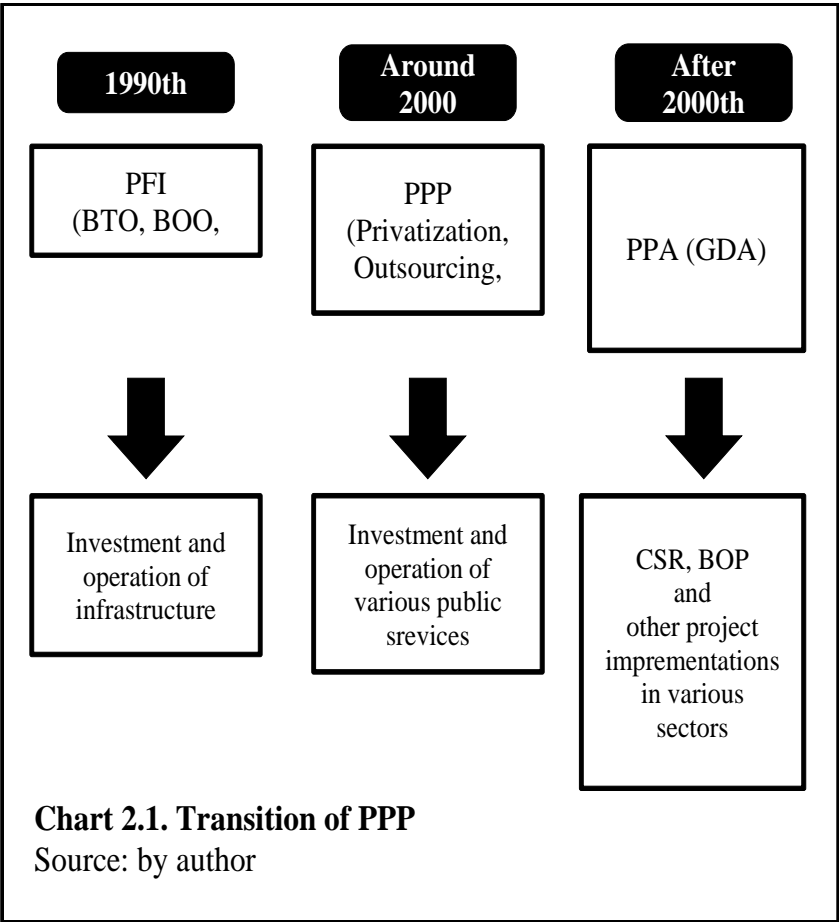 1990th
PFI
(BTO, BOO,
Investment and
operation of
infrastructure
Around
2000
PPP
(Privatization,
Outsourcing,
Investment and
operation of
various public
srevices
After
2000th
PPA (GDA)
CSR, BOP
and
other project
imprementations
in various
sectors
Chart 2.1. Transition of PPP
Source: by author